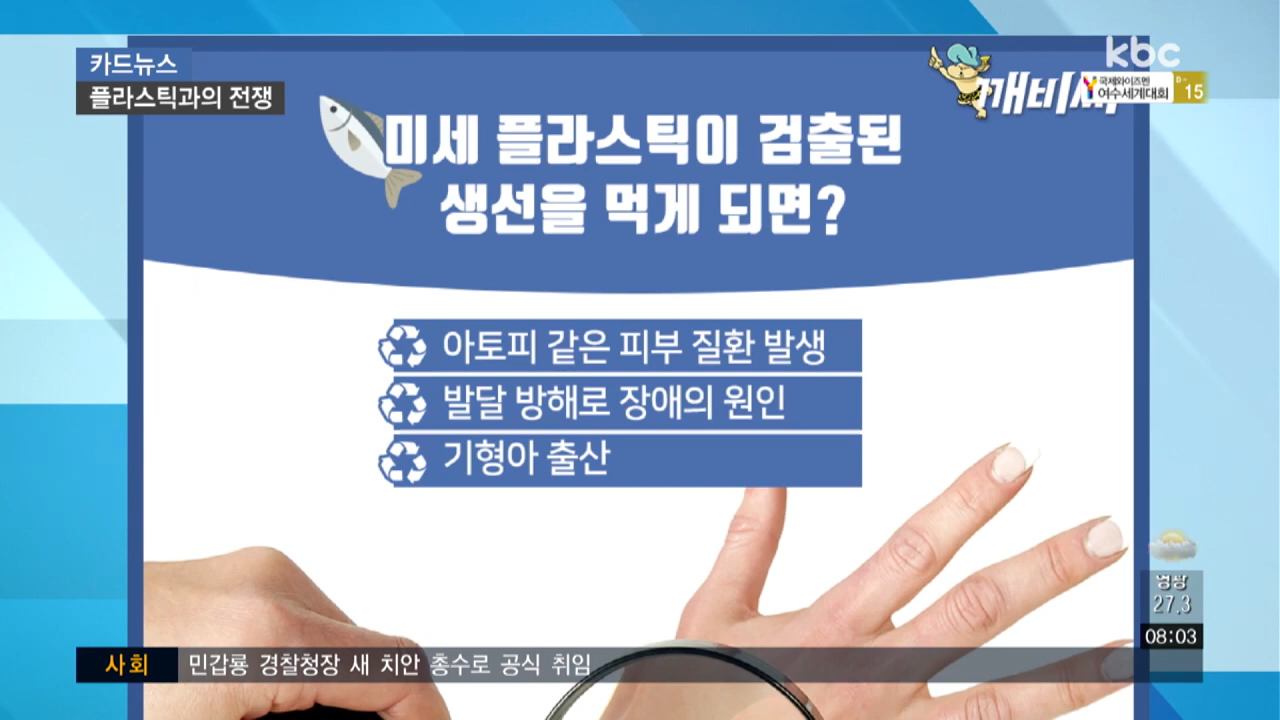 카드뉴스
플라스틱과의 전쟁
kbc
국제와이즈멘
여수세계대회
D-
15
미세 플라스틱이 검출된
생선을 먹게 되면?
아토피 같은 피부 질환 발생
발달 방해로 장애의 원인
기형아 출산
27.3
08:03
사회
민갑룡 경찰청장 새 치안 총수로 공식 취임